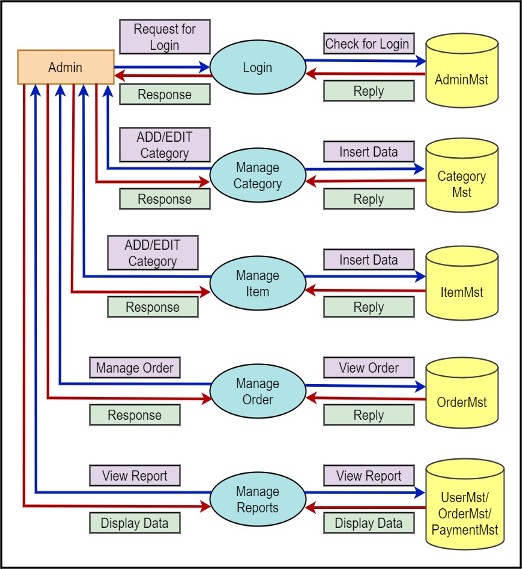 Request for
Login
Check for Login
Admin
Login
AdminMst
Response
Reply
ADD/EDIT
Category
Insert Data
Manage
Category
Category
Mst
Response
Reply
ADD/EDIT
Category
Insert Data
Manage
Item
ItemMst
Response
Reply
Manage Order
View Order
Manage
Order
OrderMst
Response
Reply
View Report
View Report
Manage
Reports
UserMst/
OrderMst/
PaymentMst
Display Data
Display Data